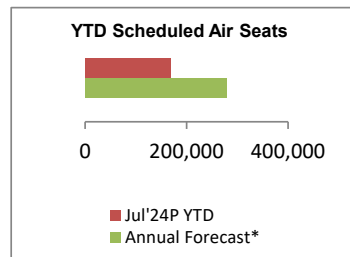 YTD Scheduled Air Seats
0 200,000 400,000
Jul'24P YTD
Annual Forecast*